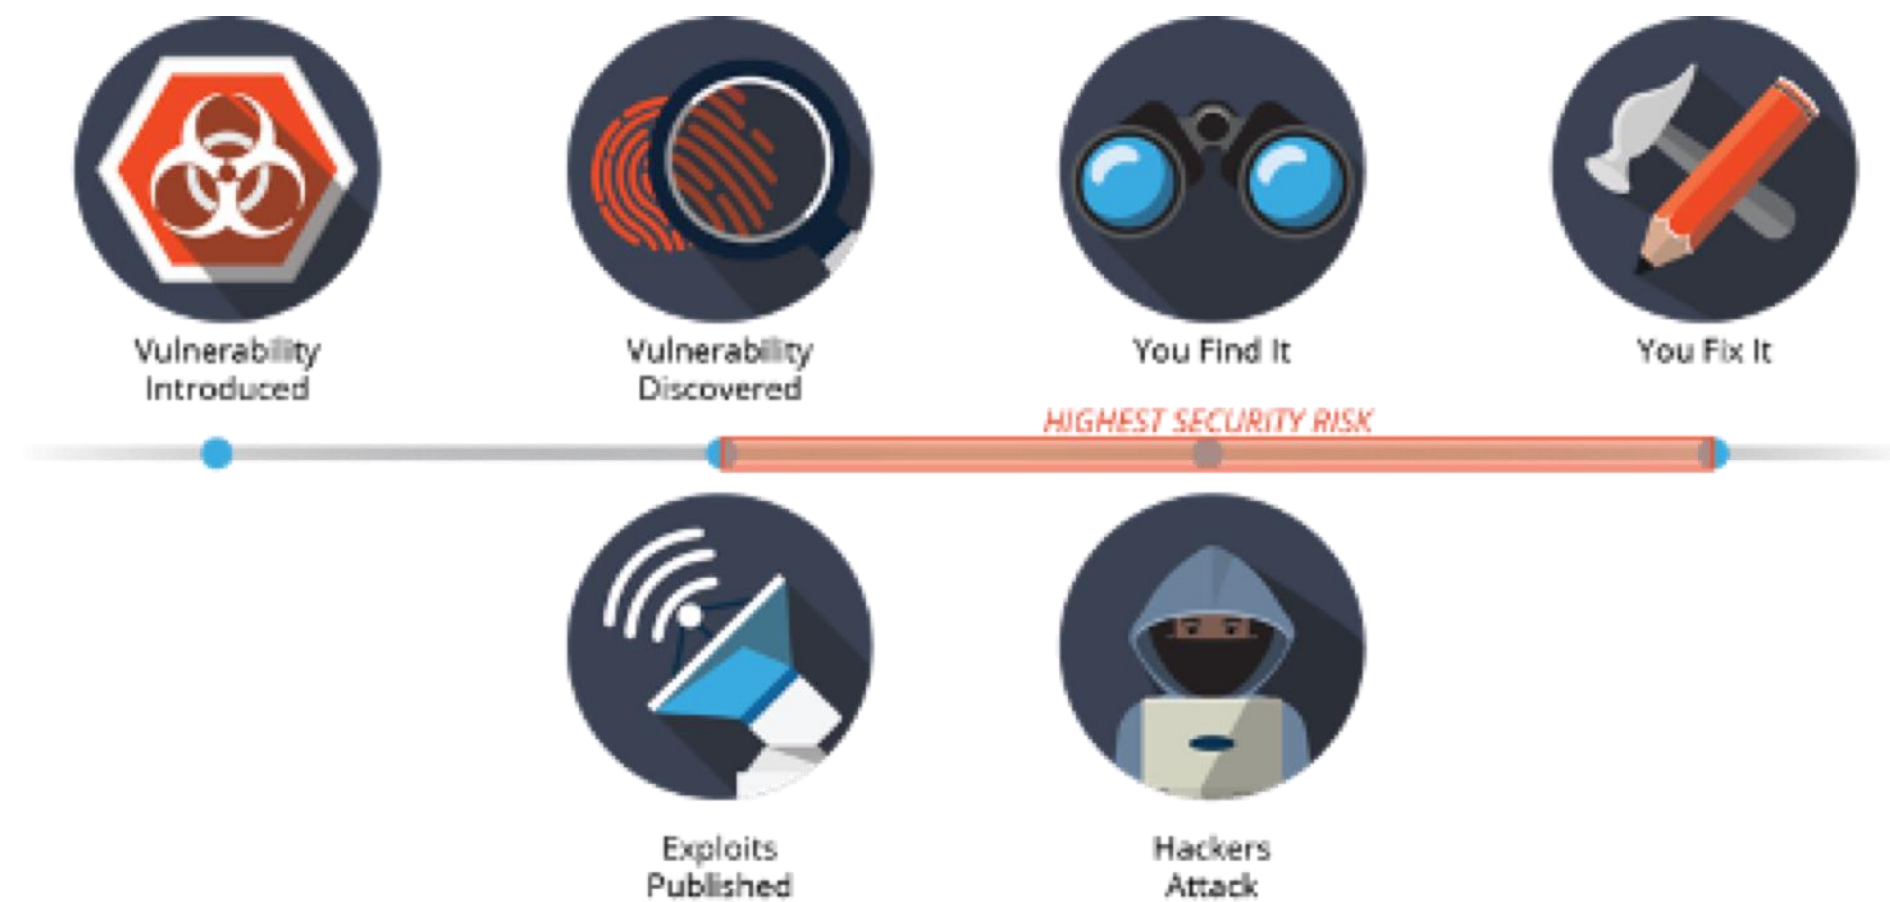 Vulnerability
Introduced
Vulnerability
Discovered
You Find It
You Fix It
HIGHEST SECURITY RISK
Exploits
Published
Hackers
Attack